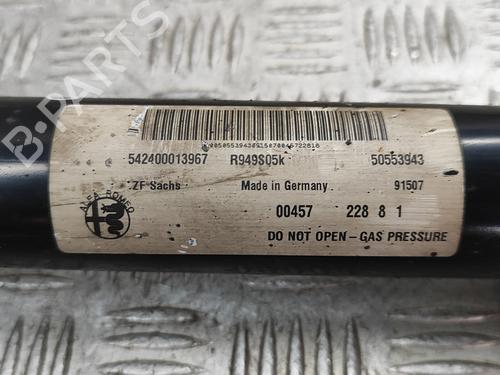 B-PARTS
542400013967 R949S05k 50553943
ZF Sachs Made in Germany 91507
ALFA ROMEO
00457 228 8 1
DO NOT OPEN - GAS PRESSURE